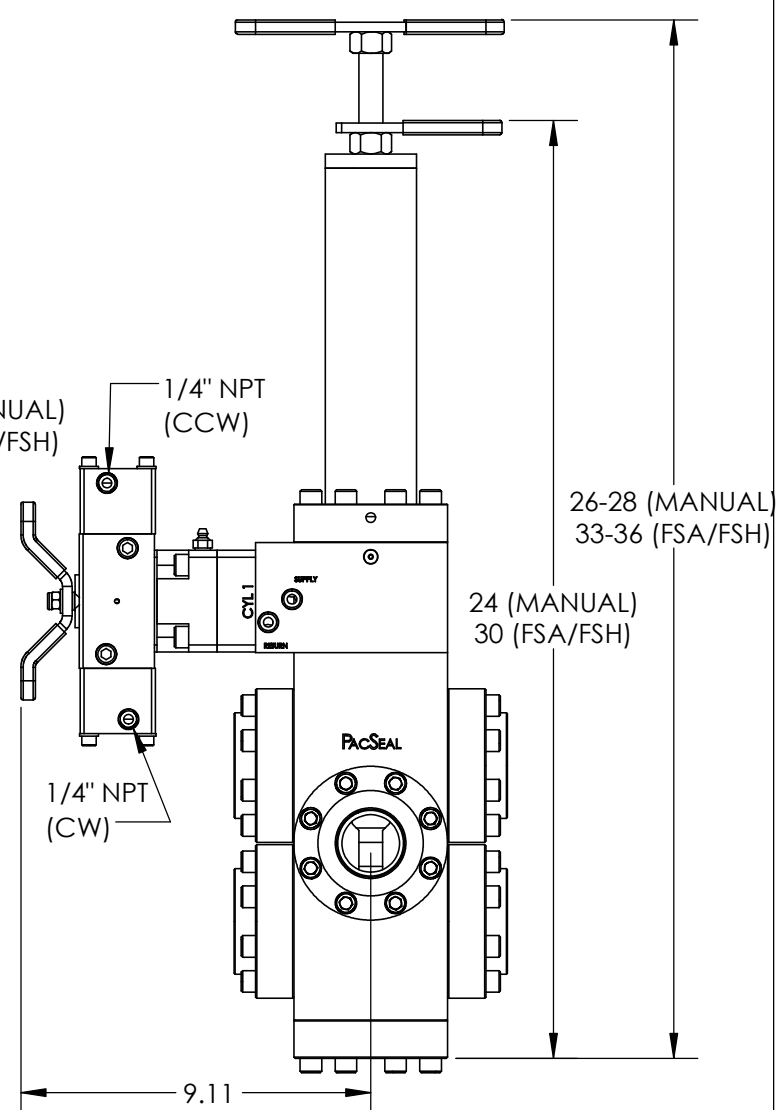 1/4" NPT
(CCW)
NUAL)
/FSH)
26-28 (MANUAL)
33-36 (FSA/FSH)
24 (MANUAL)
30 (FSA/FSH)
CYL 1
SUPPLY
RETURN
PACSEAL
1/4" NPT
(CW)
9.11